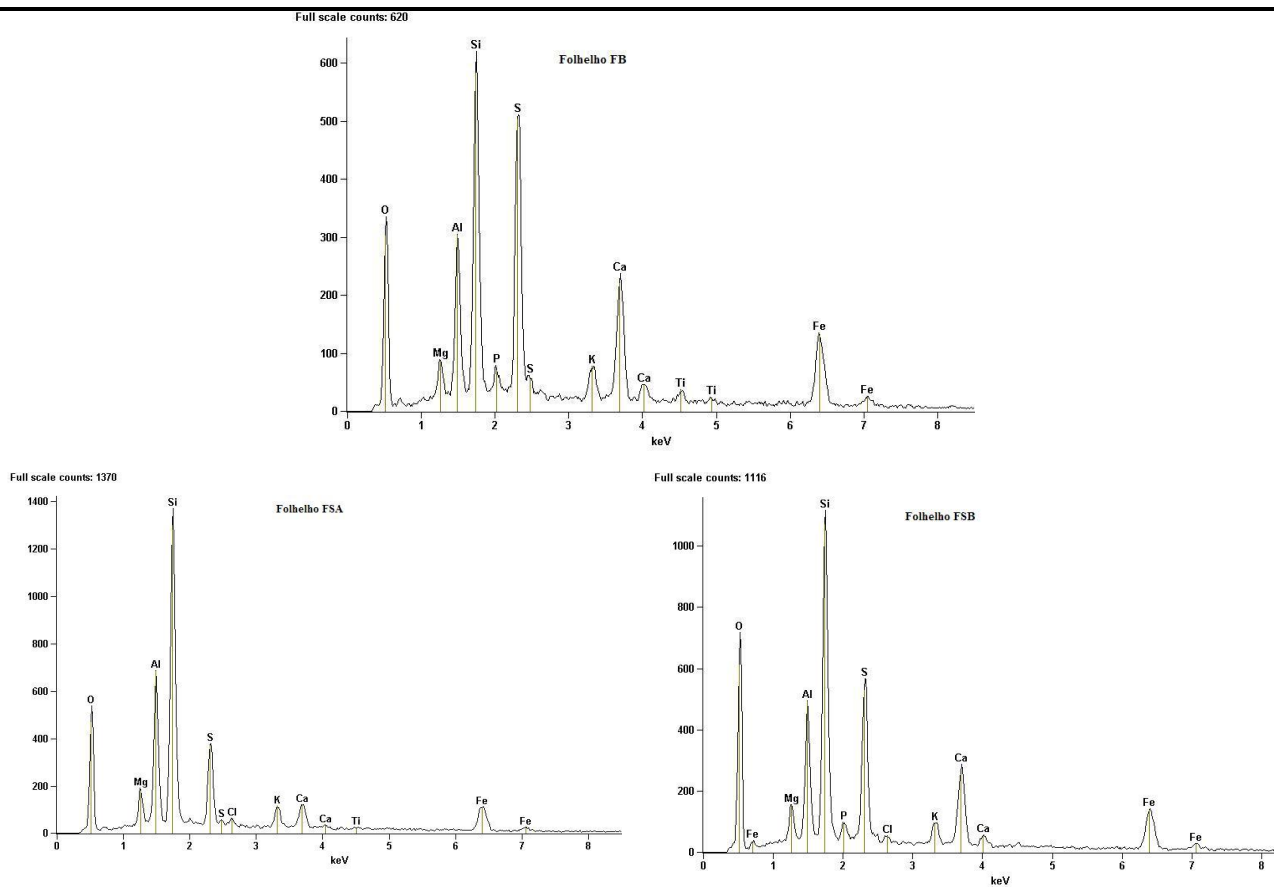 Full scale counts: 620
Folhelho FB
Si
600
S
500
400
O
Al
300
Ca
200
Fe
Mg
P
K
100
S
Ca
Ti
Ti
Fe
0
0 1 2 3 4 5 6 7 8
keV
Full scale counts: 1370
Folhelho FSA
1400
Si
1200
1000
800
Al
600
O
400
S
200
Mg
S
Cl
K
Ca
Ca
Ti
Fe
Fe
0
0 1 2 3 4 5 6 7 8
keV
Full scale counts: 1116
Folhelho FSB
Si
1000
800
O
600
S
Al
400
Ca
200
Fe
Mg
P
Cl
K
Ca
Fe
Fe
0
0 1 2 3 4 5 6 7 8
keV